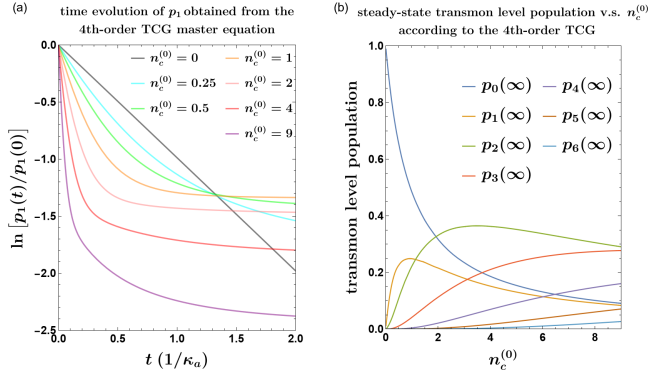 (a)
time evolution of p₁ obtained from the
4th-order TCG master equation
ln [p₁(t)/p₁(0)]
0.0
-0.5
-1.0
-1.5
-2.0
-2.5
n_c^(0) = 0
n_c^(0) = 0.25
n_c^(0) = 0.5
n_c^(0) = 1
n_c^(0) = 2
n_c^(0) = 4
n_c^(0) = 9
0.0 0.5 1.0 1.5 2.0
t (1/κ_a)
(b)
steady-state transmon level population v.s. n_c^(0)
according to the 4th-order TCG
transmon level population
1.0
0.8
0.6
0.4
0.2
0.0
p₀(∞)
p₁(∞)
p₂(∞)
p₃(∞)
p₄(∞)
p₅(∞)
p₆(∞)
0 2 4 6 8
n_c^(0)